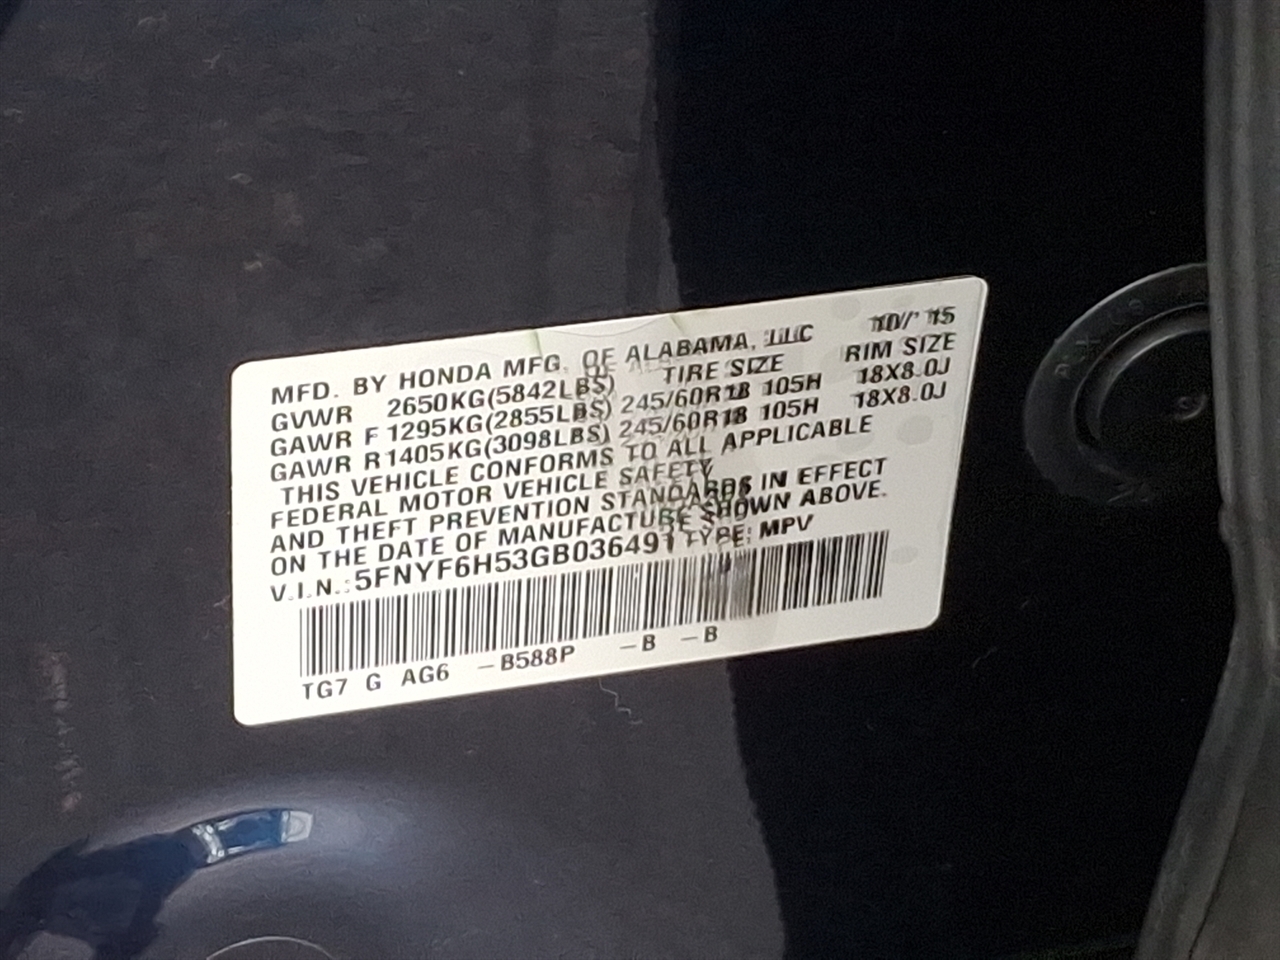 MFD. BY HONDA MFG. OF ALABAMA, LLC 10/'15
GVWR 2650KG(5842LBS) TIRE SIZE RIM SIZE
GAWR F 1295KG(2855LBS) 245/60R18 105H 18X8.0J
GAWR R 1405KG(3098LBS) 245/60R18 105H 18X8.0J
THIS VEHICLE CONFORMS TO ALL APPLICABLE
FEDERAL MOTOR VEHICLE SAFETY
AND THEFT PREVENTION STANDARDS IN EFFECT
ON THE DATE OF MANUFACTURE SHOWN ABOVE.
V.I.N.: 5FNYF6H53GB036491 TYPE: MPV
TG7 G AG6 -B588P -B -B